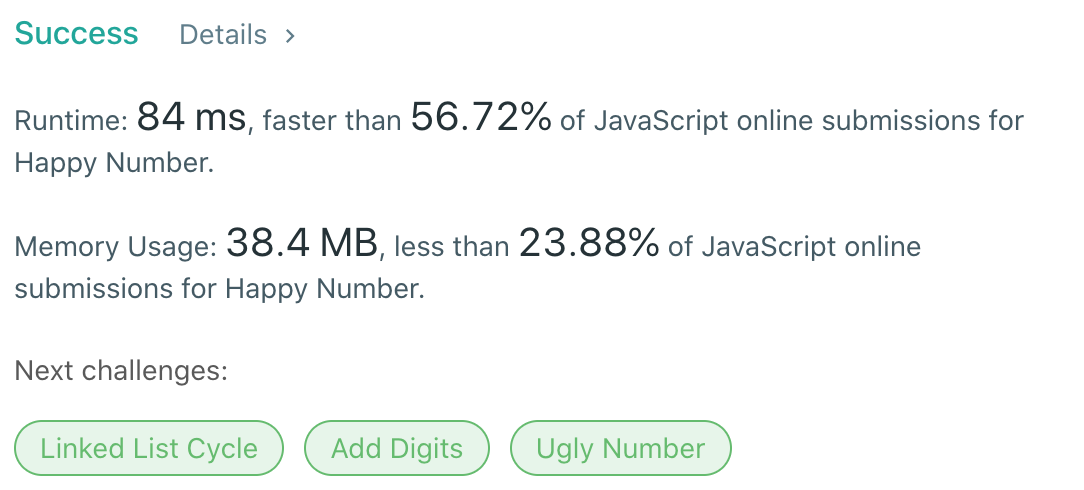 Success Details >
Runtime: 84 ms, faster than 56.72% of JavaScript online submissions for
Happy Number.
Memory Usage: 38.4 MB, less than 23.88% of JavaScript online
submissions for Happy Number.
Next challenges:
Linked List Cycle Add Digits Ugly Number